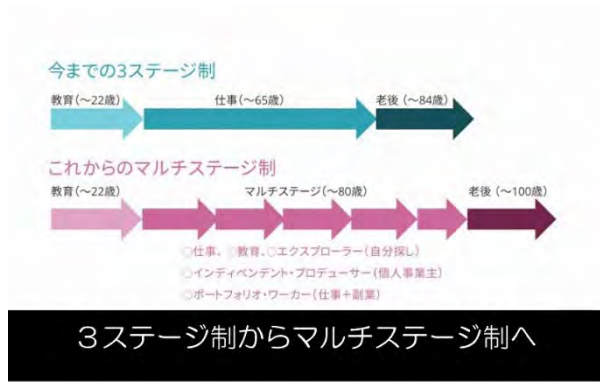 今までの3ステージ制
教育(～22歳) 仕事(～65歳) 老後(～84歳)
これからのマルチステージ制
教育(～22歳) マルチステージ(～80歳) 老後(～100歳)
○仕事、○教育、○エクスプローラー(自分探し)
○インディペンデント・プロデューサー(個人事業主)
○ポートフォリオ・ワーカー(仕事+副業)
3ステージ制からマルチステージ制へ